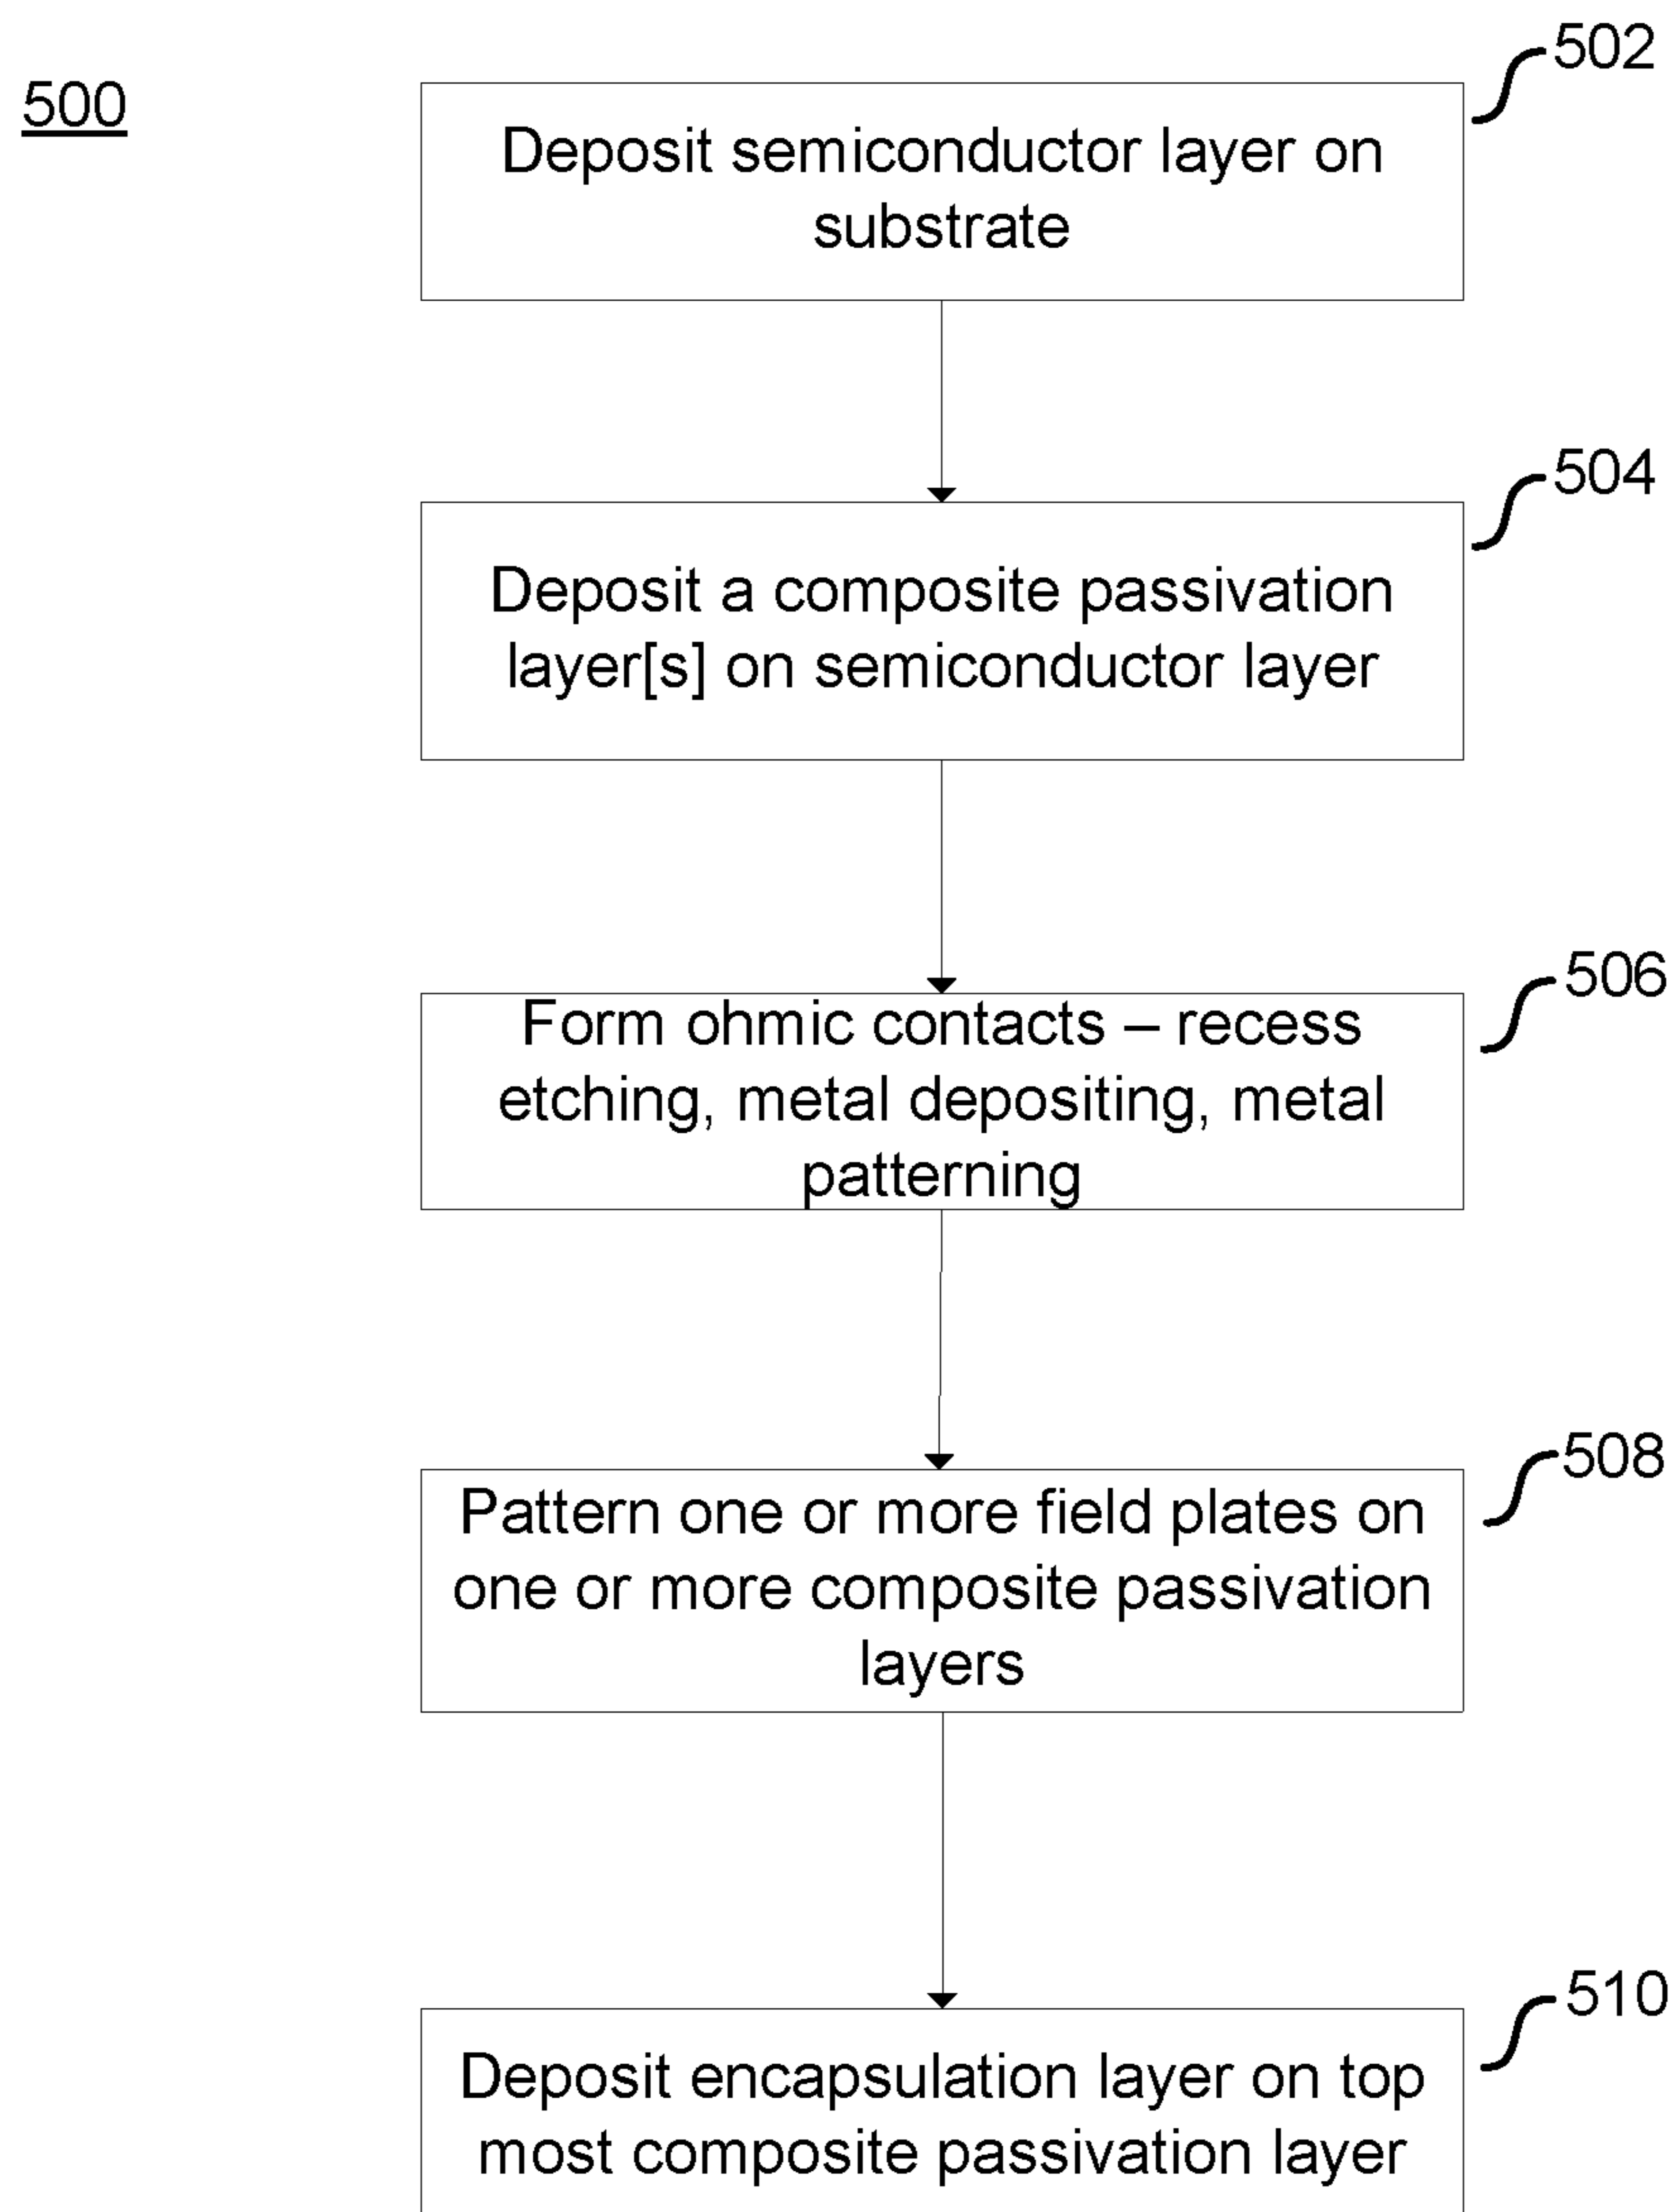 500
502
Deposit semiconductor layer on
substrate
504
Deposit a composite passivation
layer[s] on semiconductor layer
506
Form ohmic contacts – recess
etching, metal depositing, metal
patterning
508
Pattern one or more field plates on
one or more composite passivation
layers
510
Deposit encapsulation layer on top
most composite passivation layer